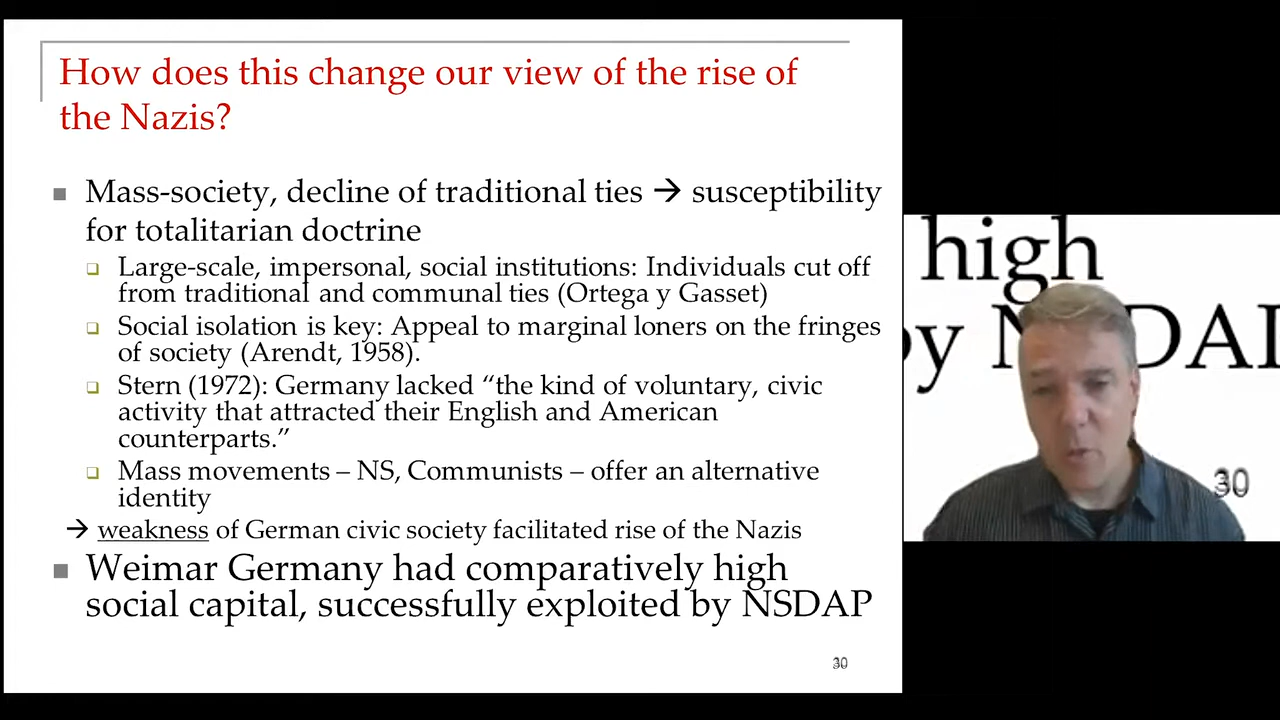 How does this change our view of the rise of
the Nazis?
Mass-society, decline of traditional ties → susceptibility
for totalitarian doctrine
Large-scale, impersonal, social institutions: Individuals cut off
from traditional and communal ties (Ortega y Gasset)
Social isolation is key: Appeal to marginal loners on the fringes
of society (Arendt, 1958).
Stern (1972): Germany lacked “the kind of voluntary, civic
activity that attracted their English and American
counterparts.”
Mass movements – NS, Communists – offer an alternative
identity
→ weakness of German civic society facilitated rise of the Nazis
Weimar Germany had comparatively high
social capital, successfully exploited by NSDAP
30
high
by NSDAP
30